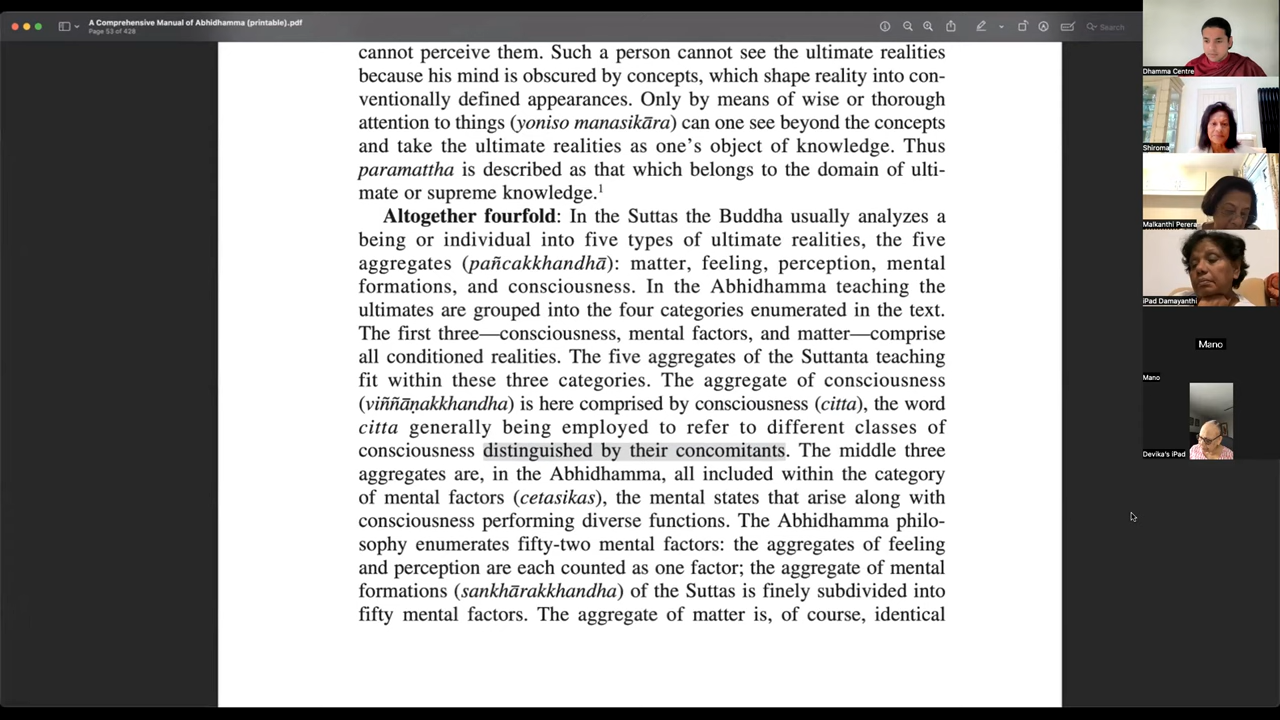 A Comprehensive Manual of Abhidhamma (printable).pdf
Page 53 of 428
Search
cannot perceive them. Such a person cannot see the ultimate realities
because his mind is obscured by concepts, which shape reality into con-
ventionally defined appearances. Only by means of wise or thorough
attention to things (yoniso manasikāra) can one see beyond the concepts
and take the ultimate realities as one's object of knowledge. Thus
paramattha is described as that which belongs to the domain of ulti-
mate or supreme knowledge.¹
Altogether fourfold: In the Suttas the Buddha usually analyzes a
being or individual into five types of ultimate realities, the five
aggregates (pañcakkhandhā): matter, feeling, perception, mental
formations, and consciousness. In the Abhidhamma teaching the
ultimates are grouped into the four categories enumerated in the text.
The first three—consciousness, mental factors, and matter—comprise
all conditioned realities. The five aggregates of the Suttanta teaching
fit within these three categories. The aggregate of consciousness
(viññāṇakkhandha) is here comprised by consciousness (citta), the word
citta generally being employed to refer to different classes of
consciousness distinguished by their concomitants. The middle three
aggregates are, in the Abhidhamma, all included within the category
of mental factors (cetasikas), the mental states that arise along with
consciousness performing diverse functions. The Abhidhamma philo-
sophy enumerates fifty-two mental factors: the aggregates of feeling
and perception are each counted as one factor; the aggregate of mental
formations (sankhārakkhandha) of the Suttas is finely subdivided into
fifty mental factors. The aggregate of matter is, of course, identical
Dhamma Centre
Shiroma
Malkanthi Perera
iPad Damayanthi
Mano
Mano
Devika's iPad